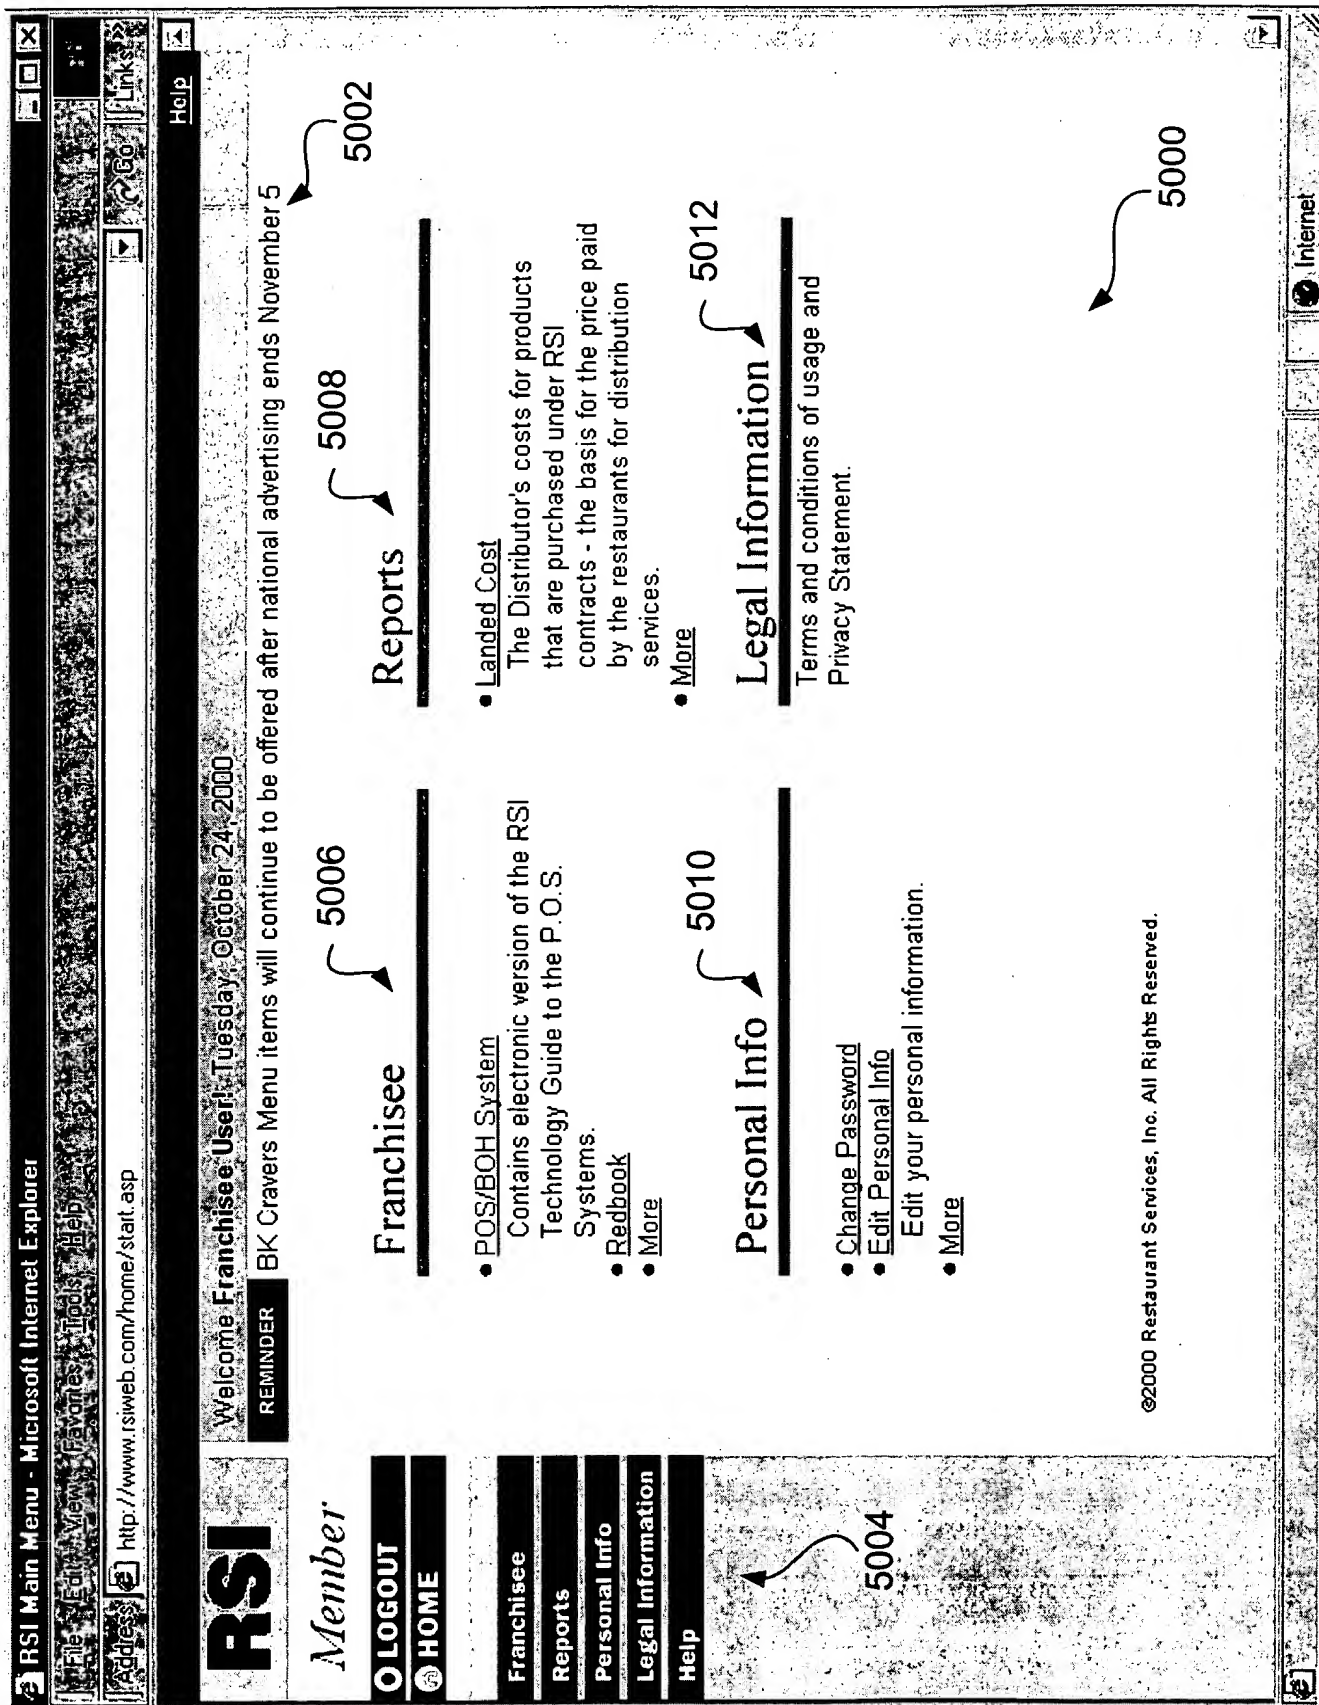 RSI Main Menu - Microsoft Internet Explorer
File Edit View Favorites Tools Help
Address http://www.rsiweb.com/home/start.asp Go Links »
Help
RSI
Welcome Franchisee User! Tuesday, October 24, 2000
REMINDER BK Cravers Menu items will continue to be offered after national advertising ends November 5
5002
Member
LOGOUT
HOME
Franchisee
Reports
Personal Info
Legal Information
Help
5004
Franchisee
5006
• POS/BOH System
Contains electronic version of the RSI
Technology Guide to the P.O.S.
Systems.
• Redbook
• More
Reports
5008
• Landed Cost
The Distributor's costs for products
that are purchased under RSI
contracts - the basis for the price paid
by the restaurants for distribution
services.
• More
Personal Info
5010
• Change Password
• Edit Personal Info
Edit your personal information.
• More
Legal Information
5012
Terms and conditions of usage and
Privacy Statement.
5000
©2000 Restaurant Services, Inc. All Rights Reserved.
Internet